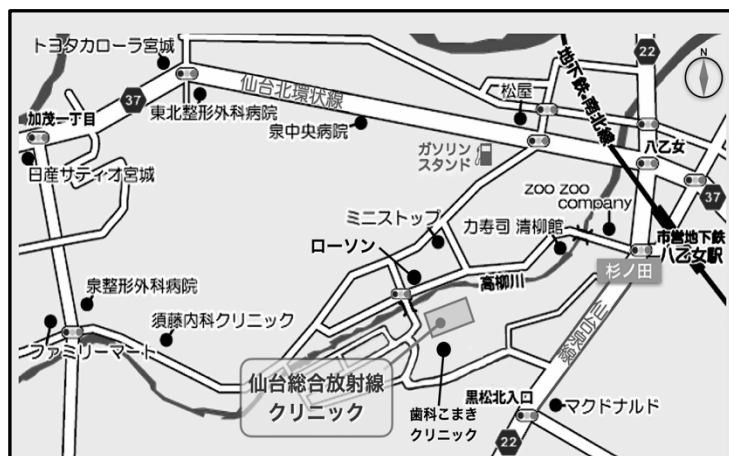 トヨタカローラ宮城
37
加茂一丁目
東北整形外科病院
仙台北環状線
泉中央病院
松屋
22
地下鉄・南北線
N
ガソリン
スタンド
八乙女
37
日産サティオ宮城
zoo zoo
company
ミニストップ
力寿司 清柳館
市営地下鉄
八乙女駅
ローソン
高柳川
杉ノ田
泉整形外科病院
須藤内科クリニック
ファミリーマート
仙台総合放射線
クリニック
歯科こまき
クリニック
仙台泉線
黒松北入口
マクドナルド
22